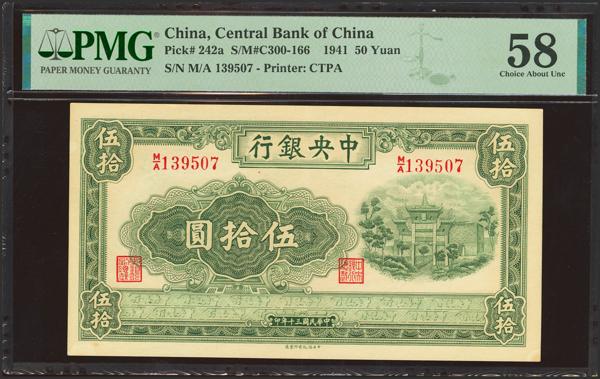 PMG
PAPER MONEY GUARANTY
China, Central Bank of China
Pick# 242a S/M#C300-166 1941 50 Yuan
S/N M/A 139507 - Printer: CTPA
58
Choice About Unc
伍拾
行銀央中
伍拾
M/A139507
M/A139507
圓拾伍
伍拾
印年十三國民華中
伍拾